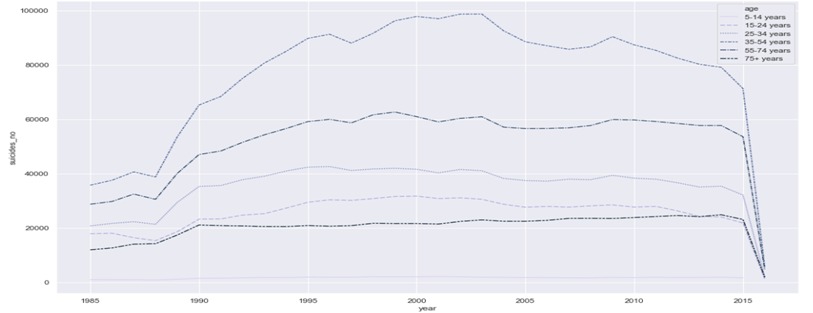 100000
80000
60000
40000
20000
0
suicides_no
1985
1990
1995
2000
2005
2010
2015
year
age
5-14 years
15-24 years
25-34 years
35-54 years
55-74 years
75+ years